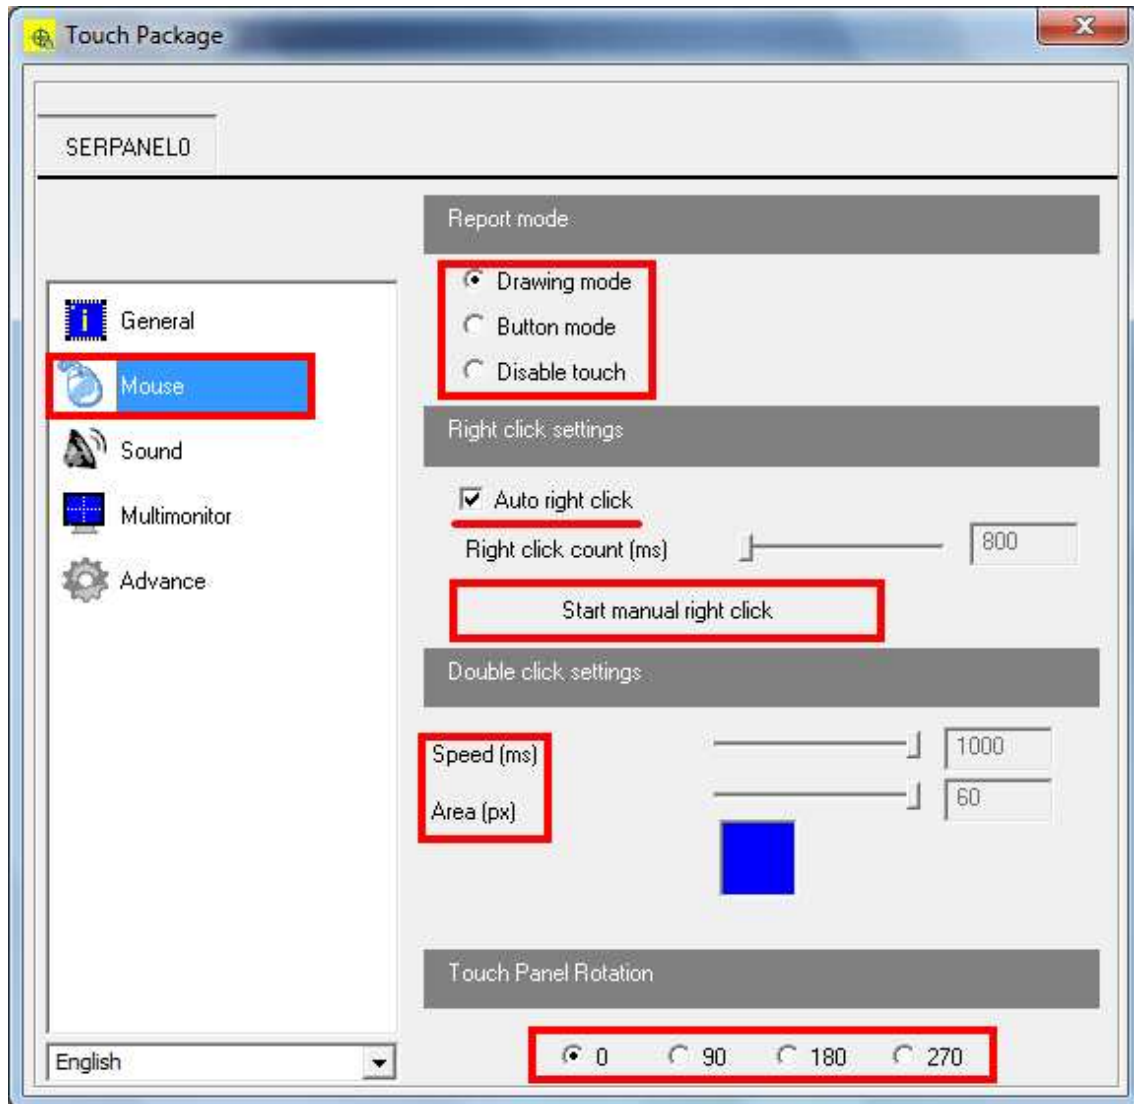 Touch Package
SERPANEL0
General
Mouse
Sound
Multimonitor
Advance
English
Report mode
Drawing mode
Button mode
Disable touch
Right click settings
Auto right click
Right click count (ms) 800
Start manual right click
Double click settings
Speed (ms) 1000
Area (px) 60
Touch Panel Rotation
0 90 180 270